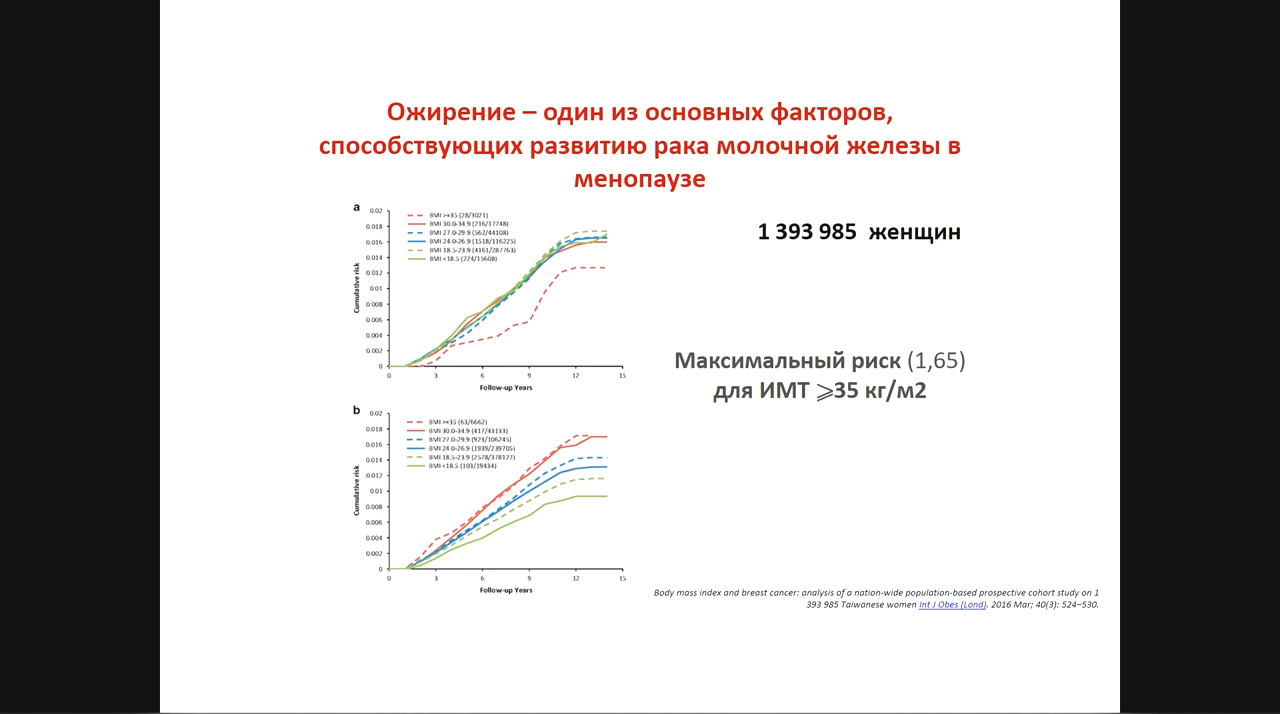 Ожирение – один из основных факторов,
способствующих развитию рака молочной железы в
менопаузе
a
0.02
0.018
0.016
0.014
0.012
0.01
0.008
0.006
0.004
0.002
0
Cumulative risk
BMI >=35 (28/3021)
BMI 30.0-34.9 (216/17748)
BMI 27.0-29.9 (562/44108)
BMI 24.0-26.9 (1518/116225)
BMI 18.5-23.9 (4161/287763)
BMI <18.5 (224/15608)
0 3 6 9 12 15
Follow-up Years
1 393 985 женщин
Максимальный риск (1,65)
для ИМТ ⩾35 кг/м2
b
0.02
0.018
0.016
0.014
0.012
0.01
0.008
0.006
0.004
0.002
0
Cumulative risk
BMI >=35 (63/6662)
BMI 30.0-34.9 (417/43133)
BMI 27.0-29.9 (923/106245)
BMI 24.0-26.9 (1939/239705)
BMI 18.5-23.9 (2578/378127)
BMI <18.5 (103/19434)
0 3 6 9 12 15
Follow-up Years
Body mass index and breast cancer: analysis of a nation-wide population-based prospective cohort study on 1
393 985 Taiwanese women Int J Obes (Lond). 2016 Mar; 40(3): 524–530.